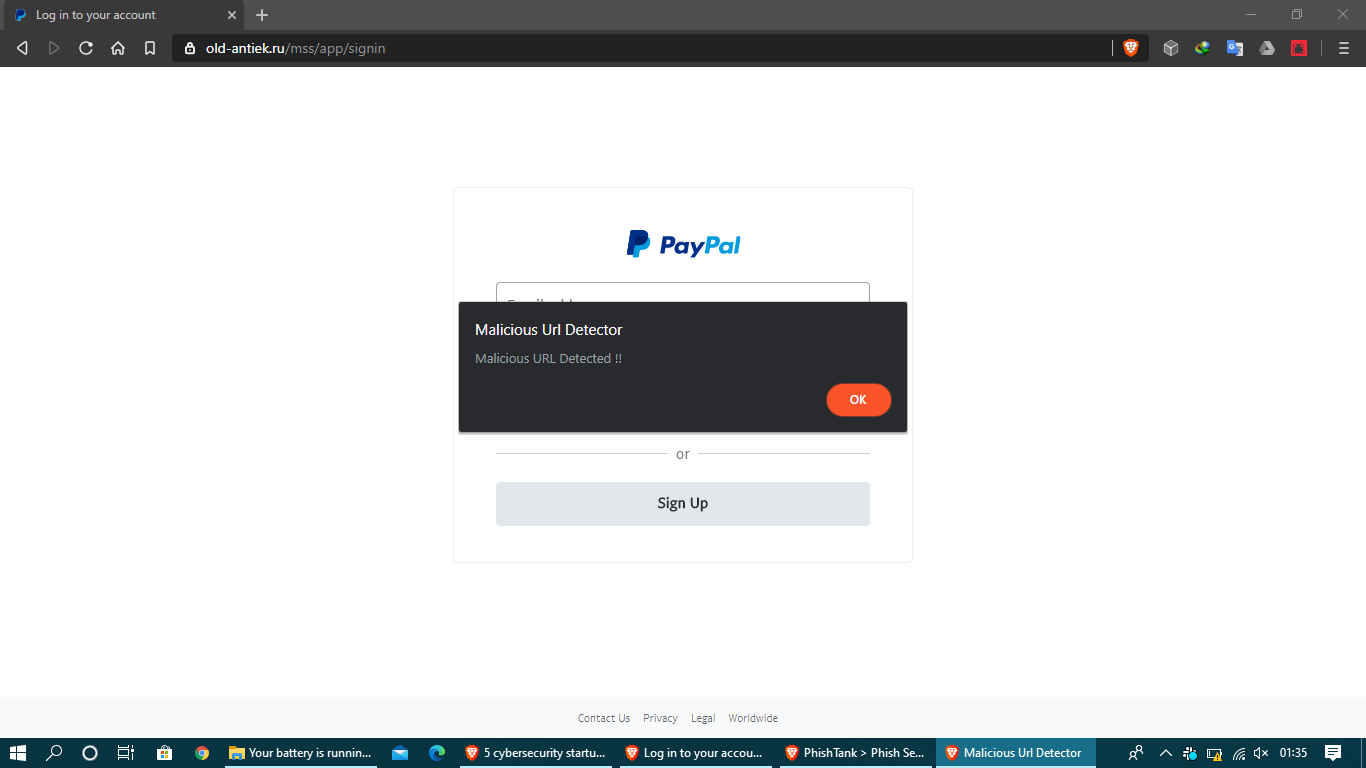 Log in to your account
old-antiek.ru/mss/app/signin
PayPal
Malicious Url Detector
Malicious URL Detected !!
OK
or
Sign Up
Contact Us Privacy Legal Worldwide
Your battery is runnin... 5 cybersecurity startu... Log in to your accou... PhishTank > Phish Se... Malicious Url Detector 01:35